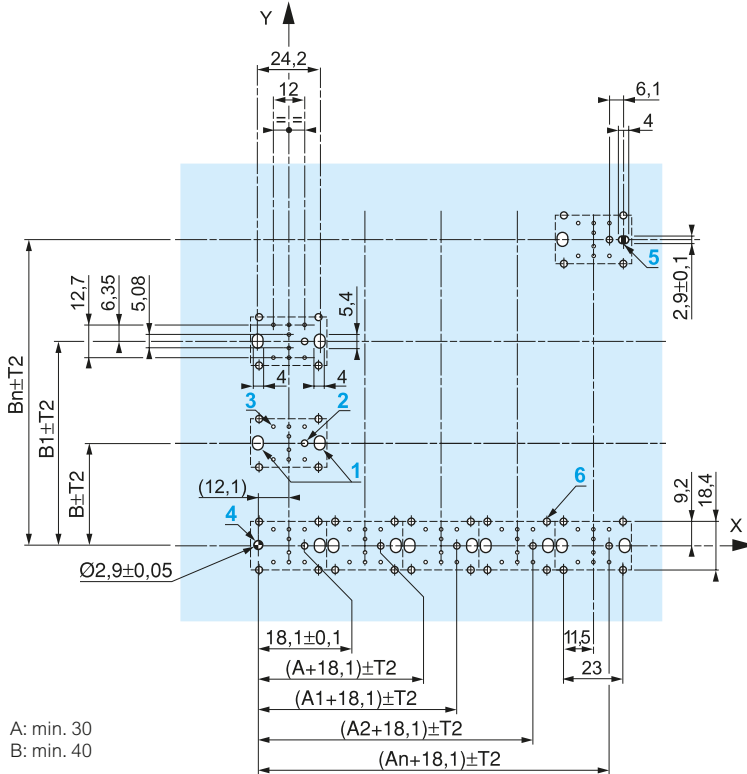 Y
24,2
12
= =
6,1
4
5
2,9±0,1
12,7
6,35
5,08
5,4
4
4
Bn±T2
B1±T2
B±T2
3
2
1
(12,1)
4
6
9,2
18,4
X
Ø2,9±0,05
18,1±0,1
11,5
(A+18,1)±T2
23
(A1+18,1)±T2
(A2+18,1)±T2
(An+18,1)±T2
A: min. 30
B: min. 40